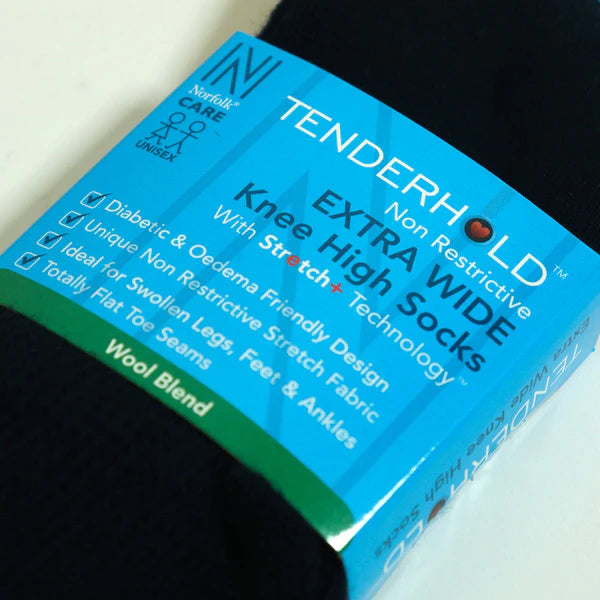 N
Norfolk®
CARE
UNISEX
TENDERHOLD™
Non Restrictive
EXTRA WIDE
Knee High Socks
With Stretch+ Technology™
Diabetic & Oedema Friendly Design
Unique Non Restrictive Stretch Fabric
Ideal for Swollen Legs, Feet & Ankles
Totally Flat Toe Seams
Wool Blend
TENDERHOLD
Extra Wide Knee High Socks